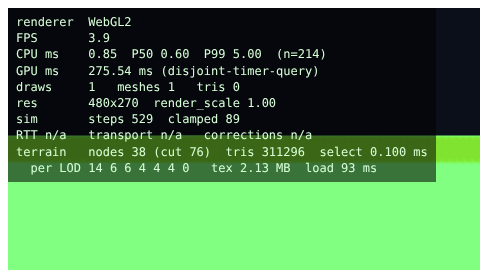 renderer WebGL2
FPS 3.9
CPU ms 0.85 P50 0.60 P99 5.00 (n=214)
GPU ms 275.54 ms (disjoint-timer-query)
draws 1 meshes 1 tris 0
res 480x270 render_scale 1.00
sim steps 529 clamped 89
RTT n/a transport n/a corrections n/a
terrain nodes 38 (cut 76) tris 311296 select 0.100 ms
per LOD 14 6 6 4 4 4 0 tex 2.13 MB load 93 ms